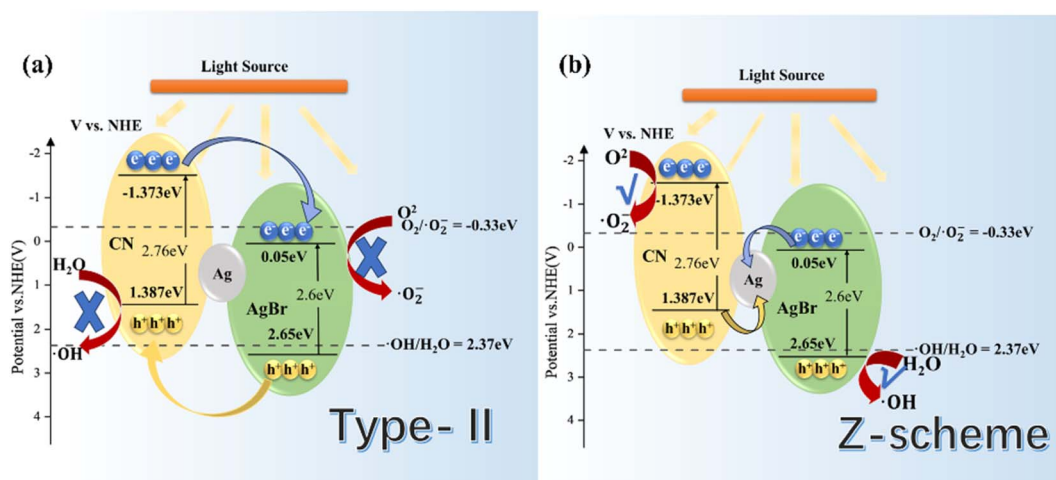 (a)
Light Source
V vs. NHE
-2
-1
0
1
2
3
4
Potential vs.NHE(V)
e⁻ e⁻ e⁻
-1.373eV
CN
2.76eV
1.387eV
h⁺ h⁺ h⁺
H₂O
·OH
Ag
e⁻ e⁻ e⁻
0.05eV
2.6eV
AgBr
2.65eV
h⁺ h⁺ h⁺
O²
O₂/·O₂⁻ = -0.33eV
·O₂⁻
·OH/H₂O = 2.37eV
Type- II
(b)
Light Source
V vs. NHE
-2
-1
0
1
2
3
4
Potential vs.NHE(V)
O²
·O₂⁻
e⁻ e⁻ e⁻
-1.373eV
CN
2.76eV
1.387eV
h⁺ h⁺ h⁺
Ag
e⁻ e⁻ e⁻
0.05eV
2.6eV
AgBr
2.65eV
h⁺ h⁺ h⁺
O₂/·O₂⁻ = -0.33eV
·OH/H₂O = 2.37eV
H₂O
·OH
Z-scheme